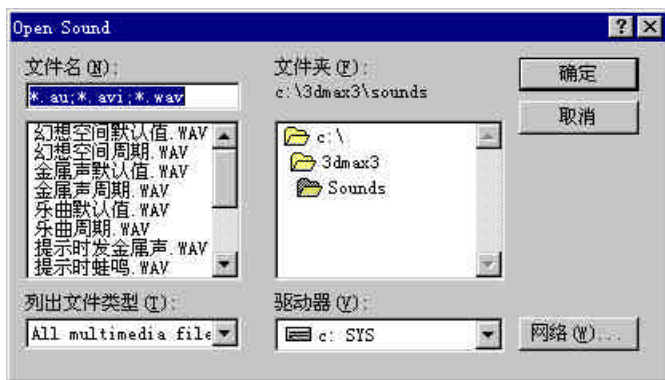 Open Sound
文件名(N):
*.au;*.avi;*.wav
幻想空间默认值.WAV
幻想空间周期.WAV
金属声默认值.WAV
金属声周期.WAV
乐曲默认值.WAV
乐曲周期.WAV
提示时发金属声.WAV
提示时蛙鸣.WAV
列出文件类型(T):
All multimedia file
文件夹(F):
c:\3dmax3\sounds
c:\
3dmax3
Sounds
驱动器(V):
c: SYS
确定
取消
网络(W)...